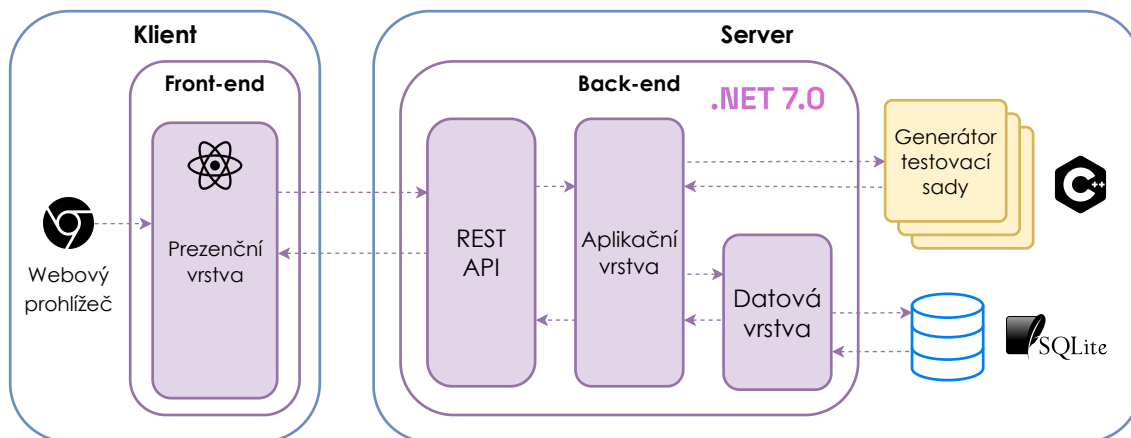 Klient
Front-end
Prezenční
vrstva
Webový
prohlížeč
Server
Back-end
.NET 7.0
REST
API
Aplikační
vrstva
Datová
vrstva
Generátor
testovací
sady
C++
SQLite